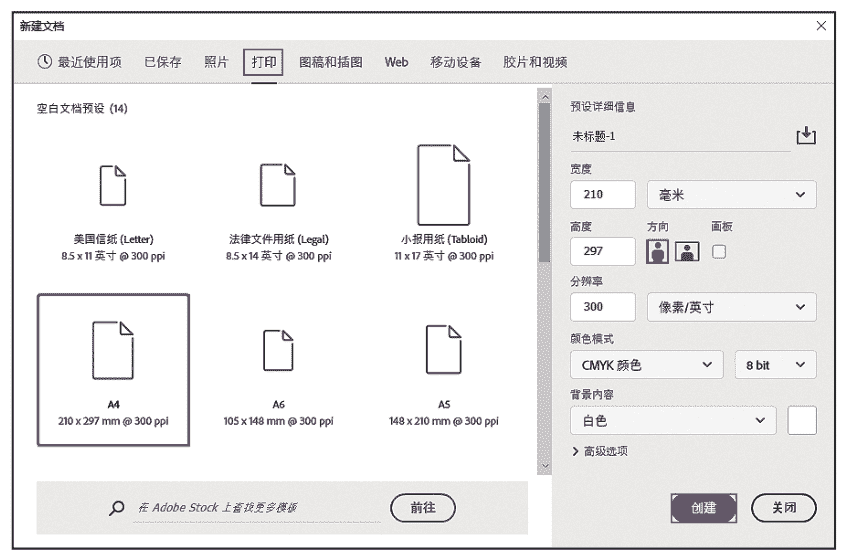 新建文档
最近使用项 已保存 照片 打印 图稿和插图 Web 移动设备 胶片和视频
空白文档预设 (14)
美国信纸 (Letter)
8.5 x 11 英寸 @ 300 ppi
法律文件用纸 (Legal)
8.5 x 14 英寸 @ 300 ppi
小报用纸 (Tabloid)
11 x 17 英寸 @ 300 ppi
A4
210 x 297 mm @ 300 ppi
A6
105 x 148 mm @ 300 ppi
A5
148 x 210 mm @ 300 ppi
在 Adobe Stock 上查找更多模板
前往
预设详细信息
未标题-1
宽度
210 毫米
高度 方向 画板
297
分辨率
300 像素/英寸
颜色模式
CMYK 颜色 8 bit
背景内容
白色
高级选项
创建 关闭